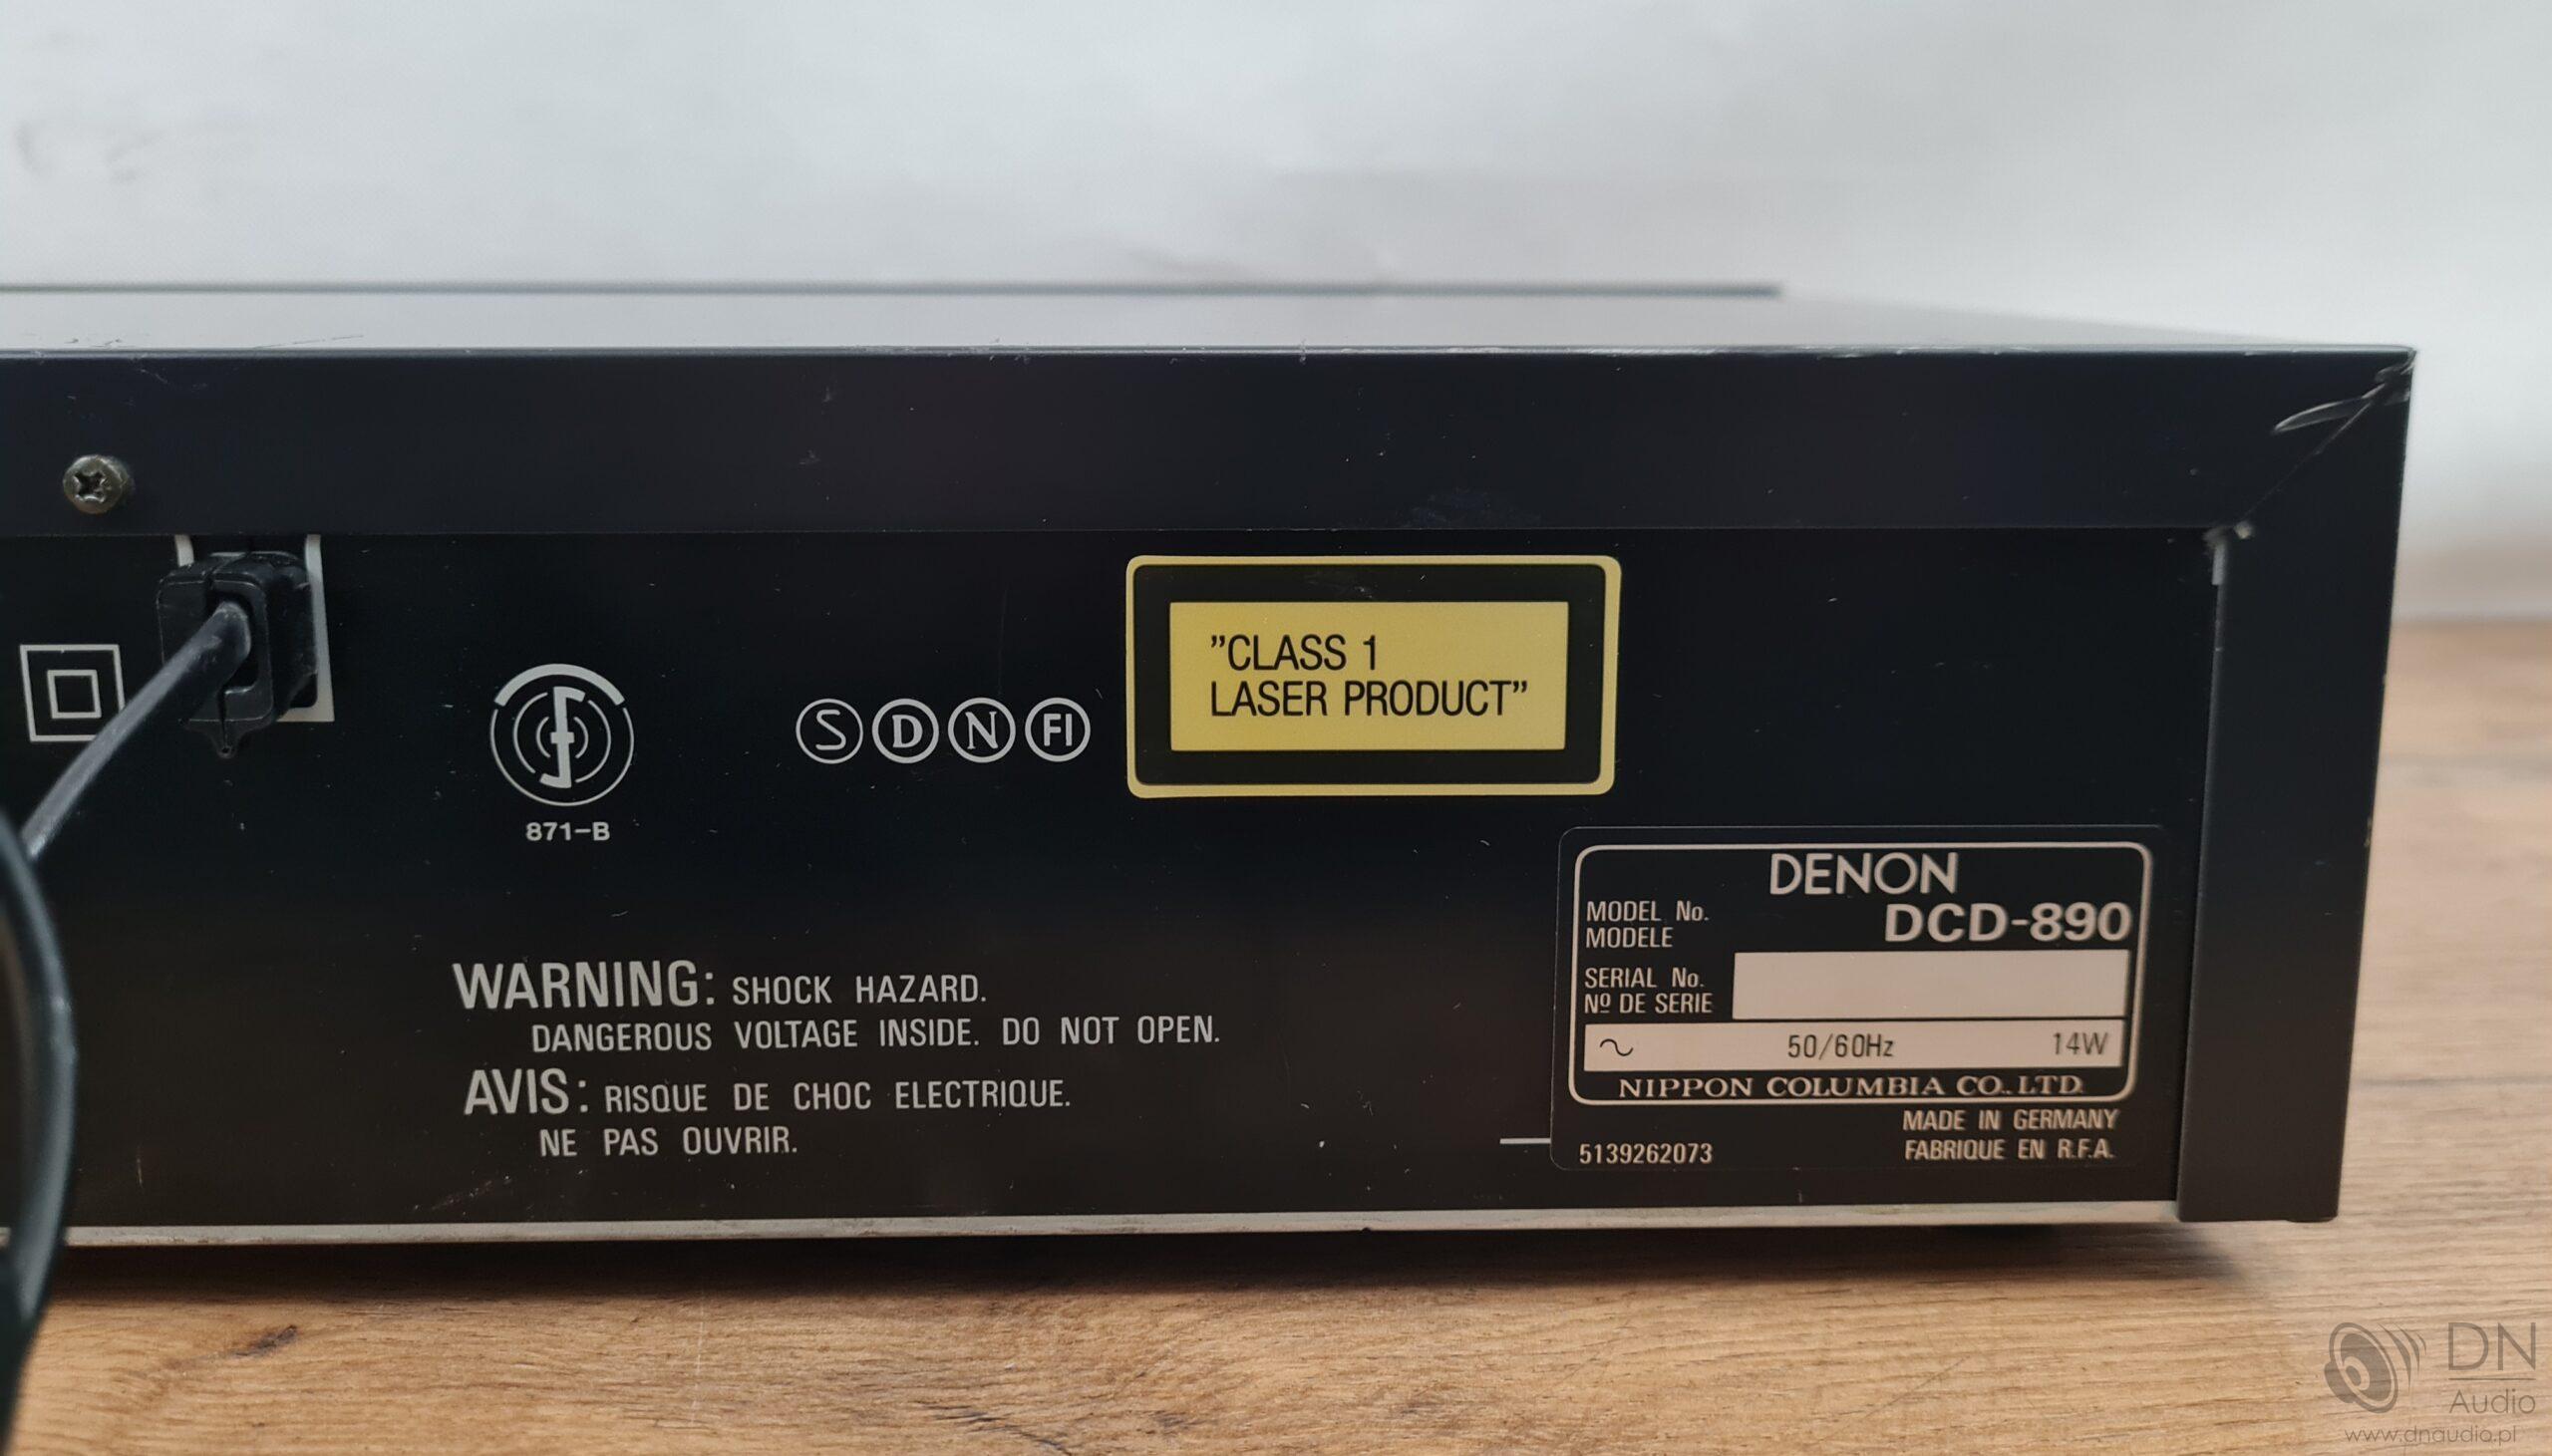 871-B
S D N FI
"CLASS 1
LASER PRODUCT"
WARNING: SHOCK HAZARD.
DANGEROUS VOLTAGE INSIDE. DO NOT OPEN.
AVIS: RISQUE DE CHOC ELECTRIQUE.
NE PAS OUVRIR.
DENON
MODEL No.
MODELE
DCD-890
SERIAL No.
Nº DE SERIE
~ 50/60Hz 14W
NIPPON COLUMBIA CO.,LTD.
MADE IN GERMANY
5139262073 FABRIQUE EN R.F.A.
DN
Audio
www.dnaudio.pl